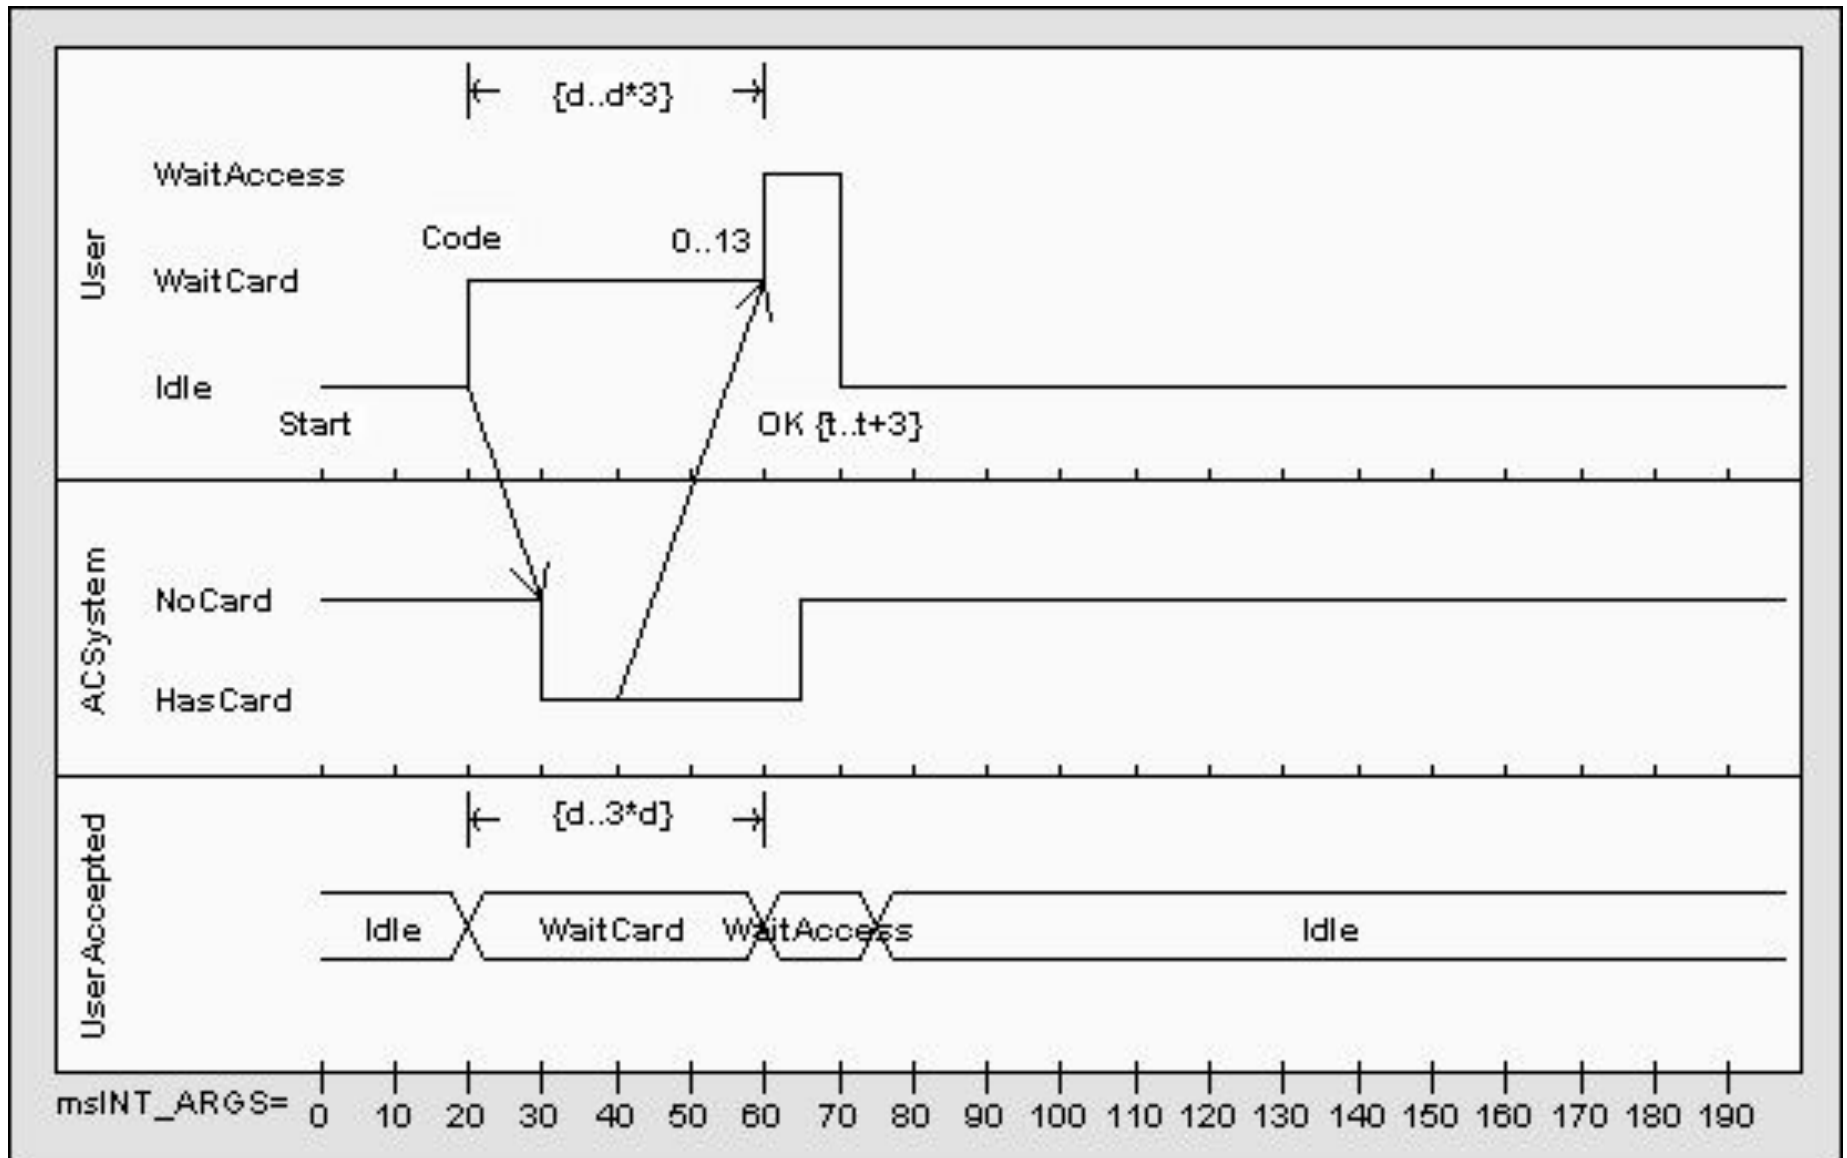 {d..d*3}
WaitAccess
Code
0..13
User
WaitCard
Idle
Start
OK {t..t+3}
ACSystem
NoCard
HasCard
{d..3*d}
UserAccepted
Idle
WaitCard
WaitAccess
Idle
msINT_ARGS=
0 10 20 30 40 50 60 70 80 90 100 110 120 130 140 150 160 170 180 190